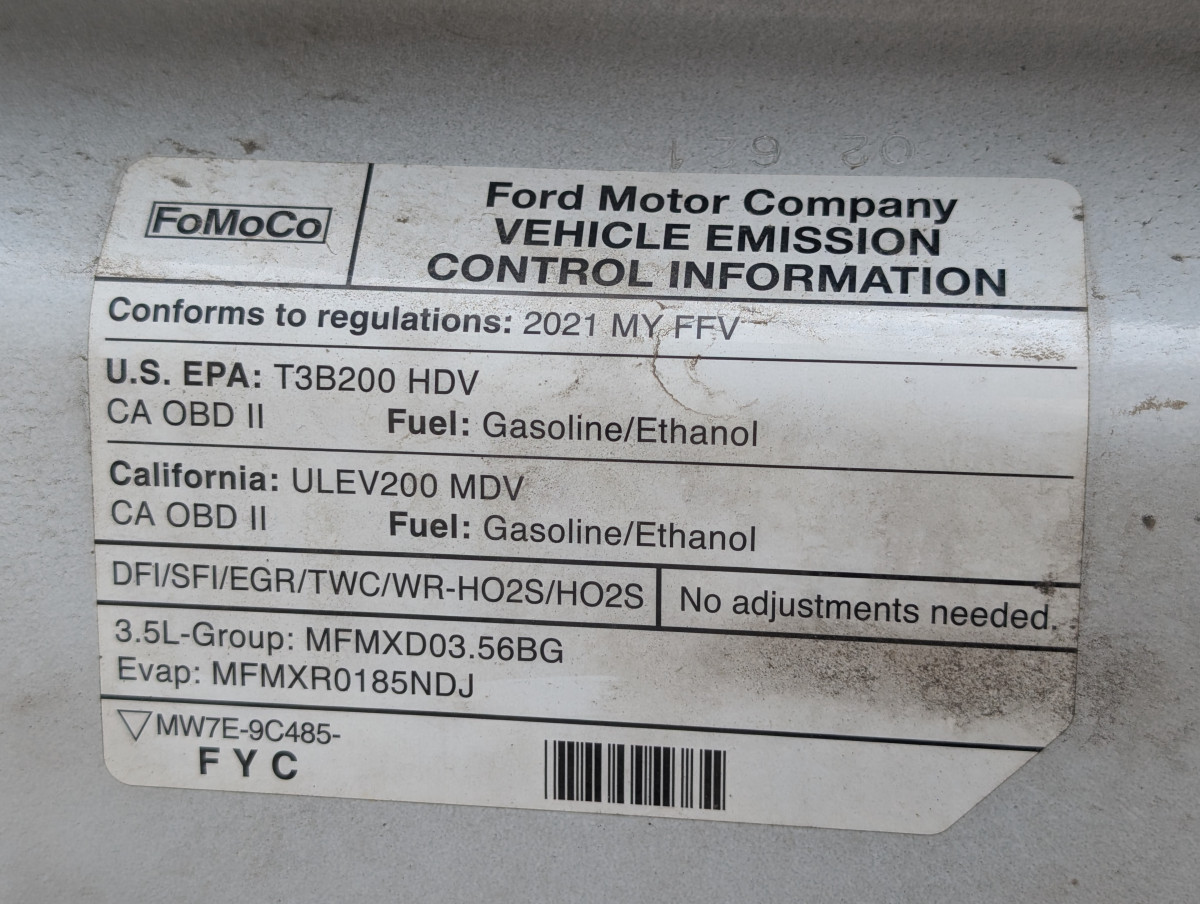 FoMoCo
Ford Motor Company
VEHICLE EMISSION
CONTROL INFORMATION
Conforms to regulations: 2021 MY FFV
U.S. EPA: T3B200 HDV
CA OBD II Fuel: Gasoline/Ethanol
California: ULEV200 MDV
CA OBD II Fuel: Gasoline/Ethanol
DFI/SFI/EGR/TWC/WR-HO2S/HO2S
No adjustments needed.
3.5L-Group: MFMXD03.56BG
Evap: MFMXR0185NDJ
MW7E-9C485-
F Y C